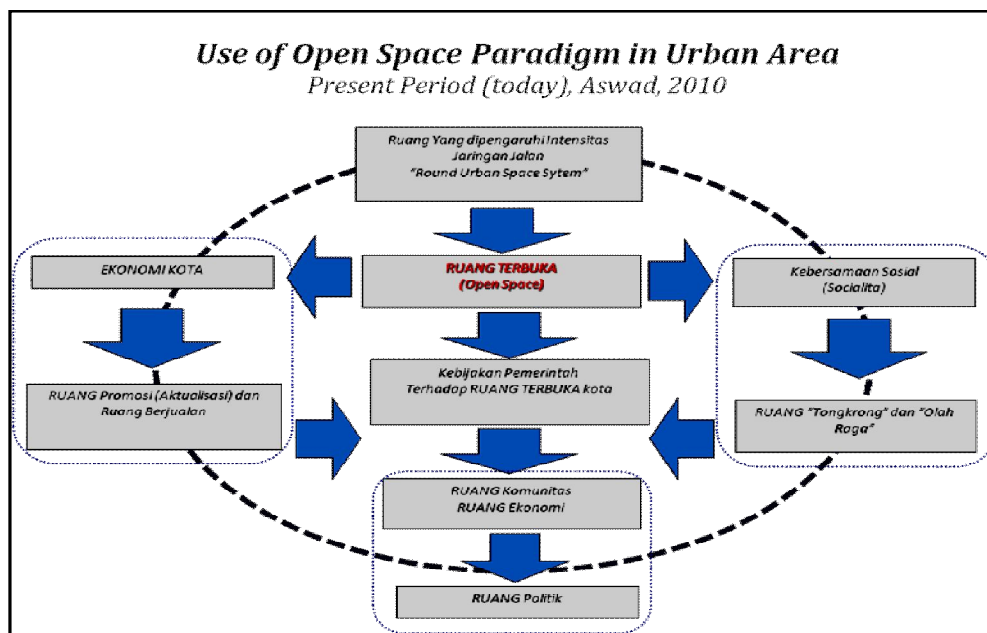 Use of Open Space Paradigm in Urban Area
Present Period (today), Aswad, 2010
Ruang Yang dipengaruhi Intensitas
Jaringan Jalan
"Round Urban Space Sytem"
EKONOMI KOTA
RUANG TERBUKA
(Open Space)
Kebersamaan Sosial
(Socialita)
RUANG Promosi (Aktualisasi) dan
Ruang Berjualan
Kebijakan Pemerintah
Terhadap RUANG TERBUKA kota
RUANG "Tongkrong" dan "Olah
Raga"
RUANG Komunitas
RUANG Ekonomi
RUANG Politik